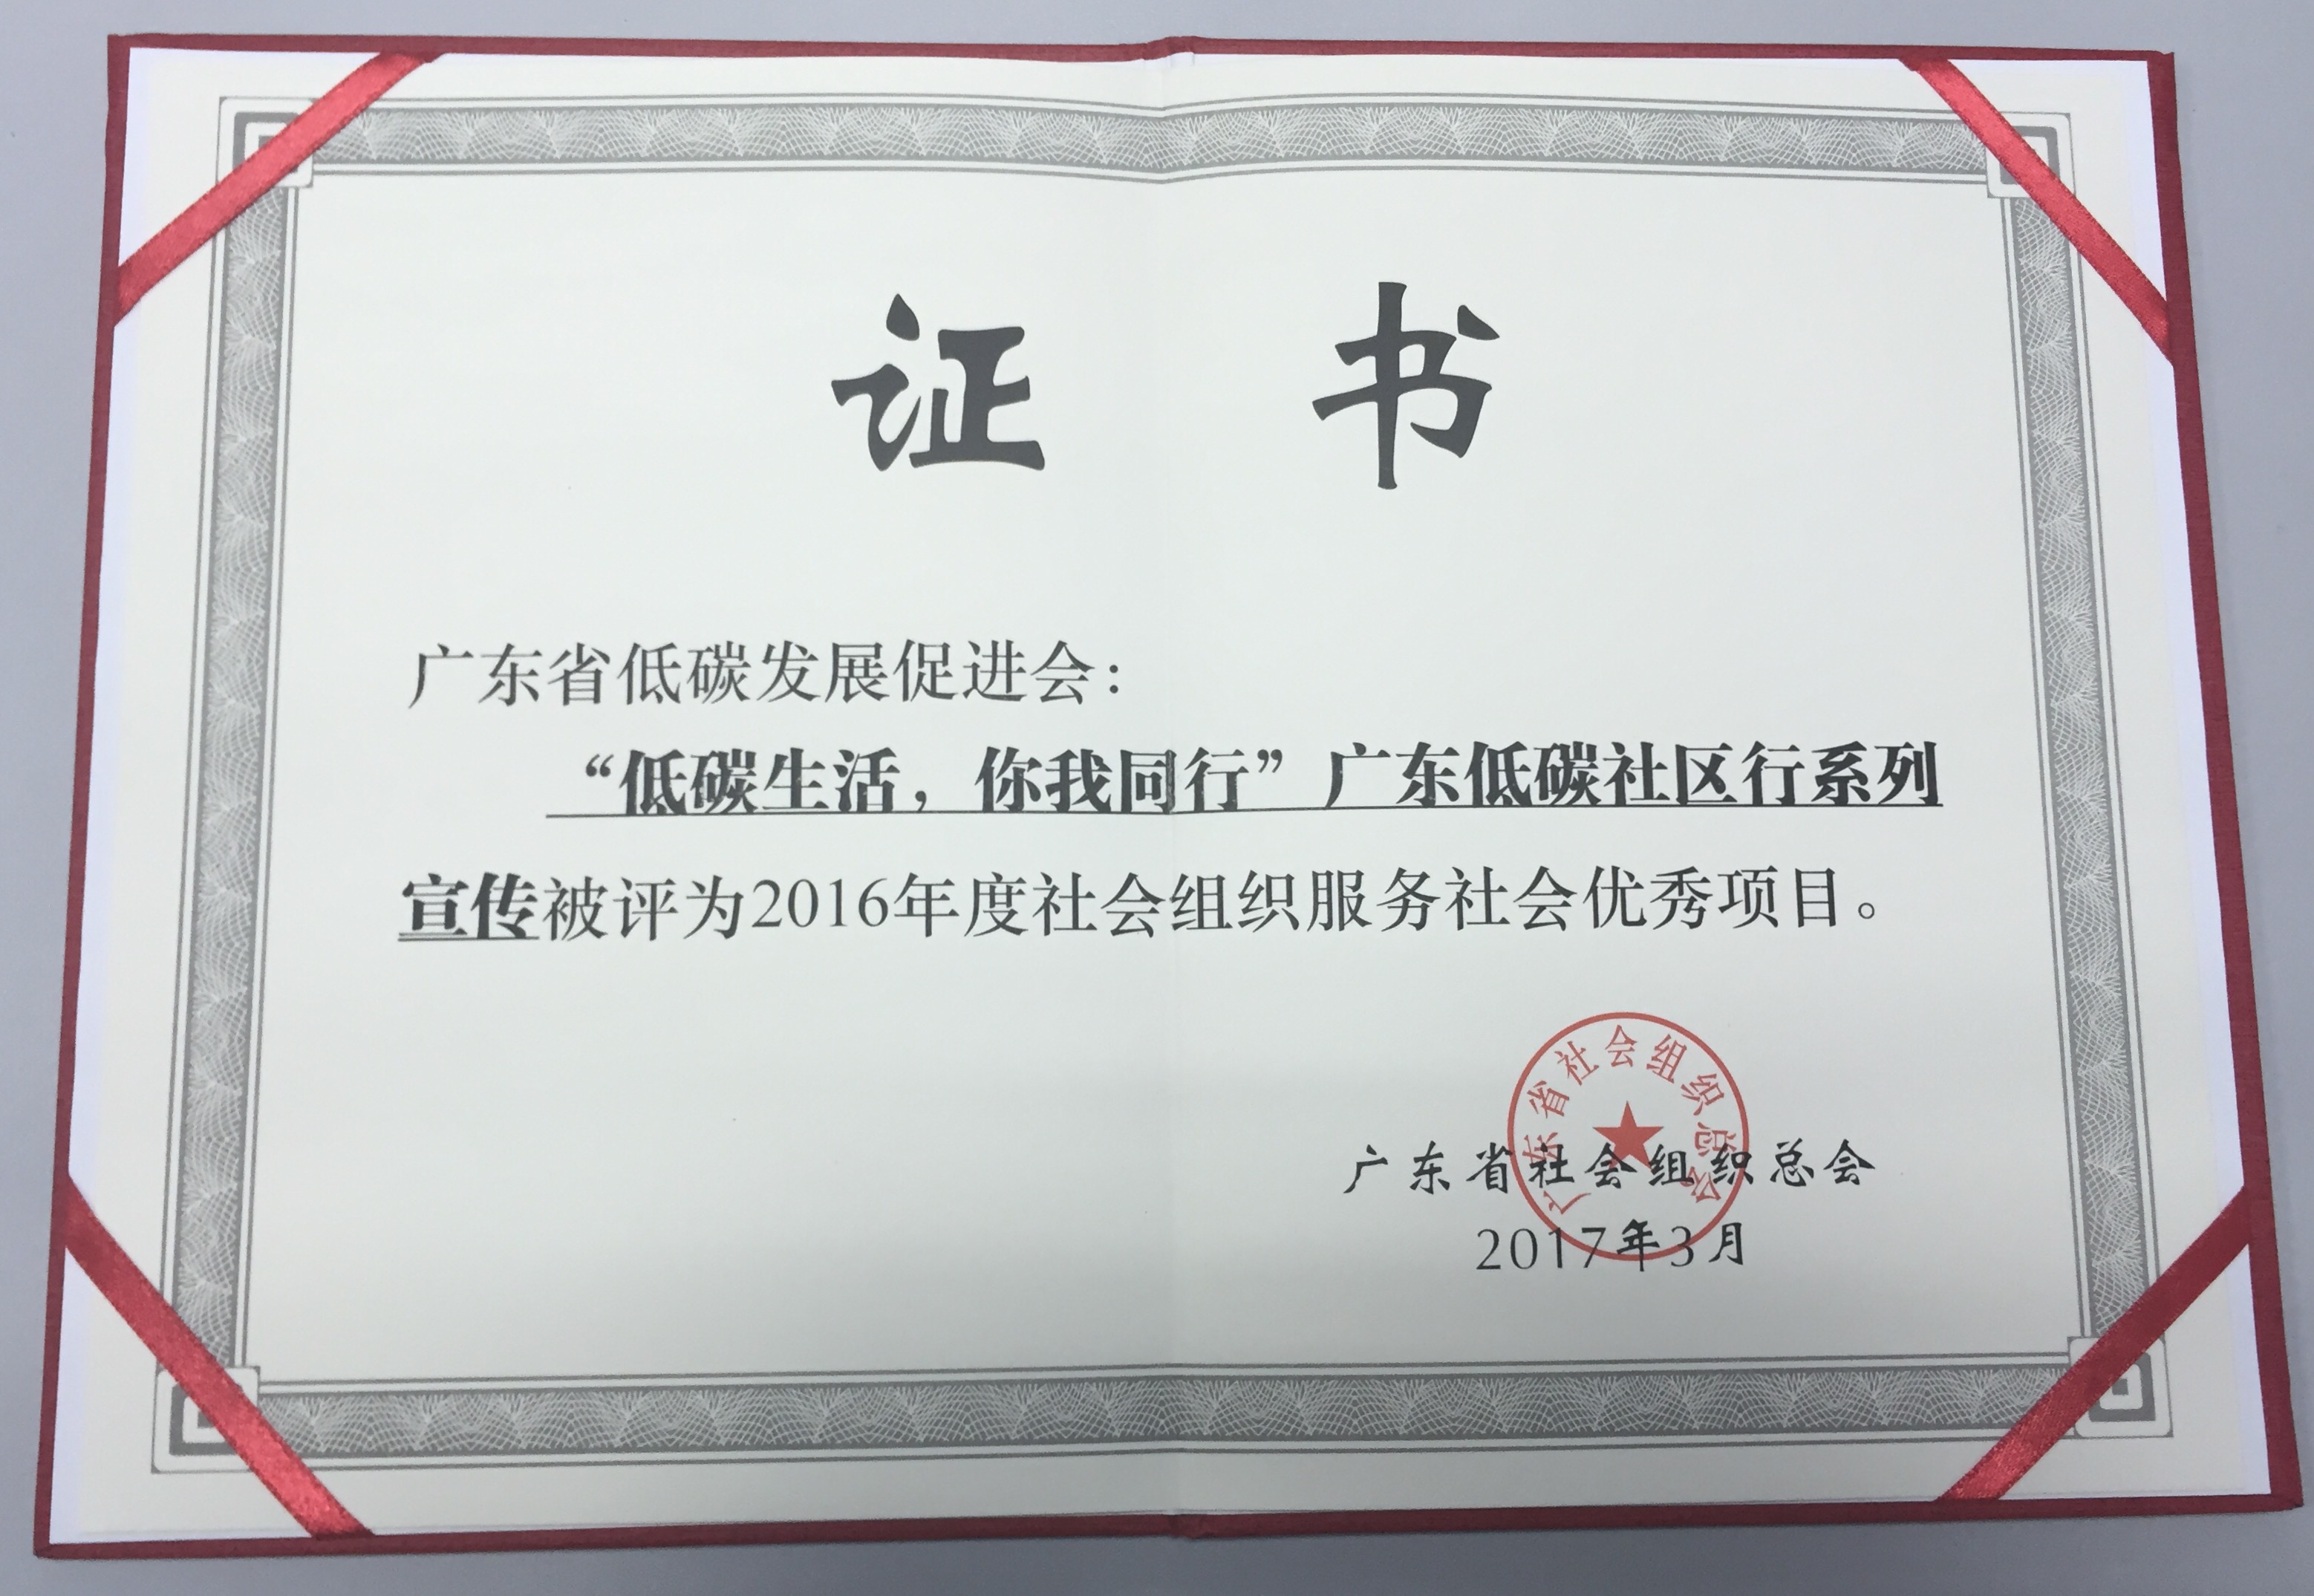 证 书
广东省低碳发展促进会：
“低碳生活，你我同行”广东低碳社区行系列
宣传被评为2016年度社会组织服务社会优秀项目。
广东省社会组织总会
广东省社会组织总会
2017年3月